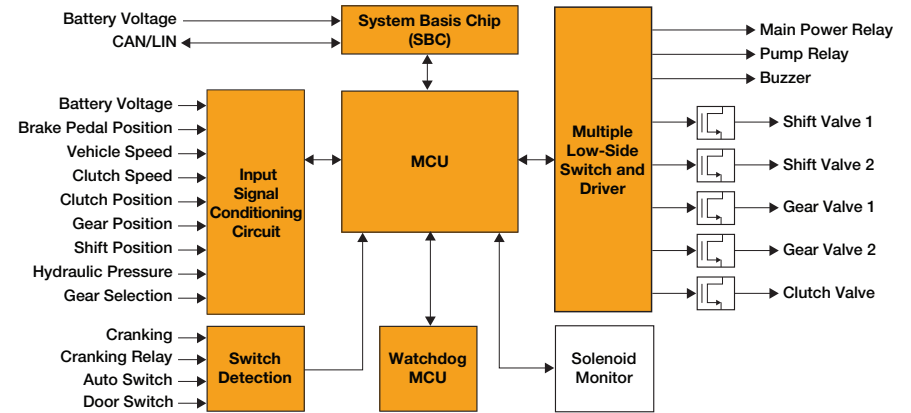 Battery Voltage
CAN/LIN
System Basis Chip
(SBC)
Main Power Relay
Pump Relay
Buzzer
Battery Voltage
Brake Pedal Position
Vehicle Speed
Clutch Speed
Clutch Position
Gear Position
Shift Position
Hydraulic Pressure
Gear Selection
Input
Signal
Conditioning
Circuit
MCU
Multiple
Low-Side
Switch and
Driver
Shift Valve 1
Shift Valve 2
Gear Valve 1
Gear Valve 2
Clutch Valve
Cranking
Cranking Relay
Auto Switch
Door Switch
Switch
Detection
Watchdog
MCU
Solenoid
Monitor